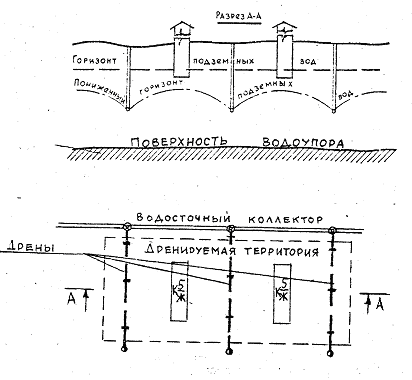 Разрез А-А
Горизонт подземных вод
Пониженный горизонт подземных вод
Поверхность водоупора
Водосточный коллектор
Дрены
Дренируемая территория
А
А